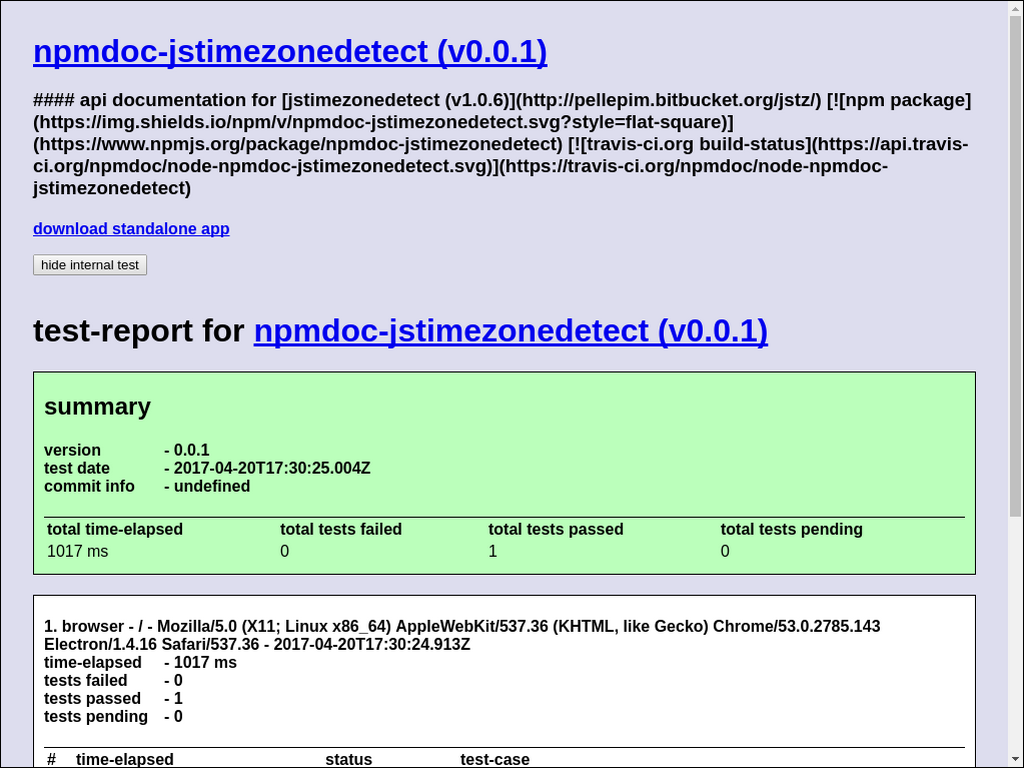 npmdoc-jstimezonedetect (v0.0.1)
#### api documentation for [jstimezonedetect (v1.0.6)](http://pellepim.bitbucket.org/jstz/) [![npm package]
(https://img.shields.io/npm/v/npmdoc-jstimezonedetect.svg?style=flat-square)]
(https://www.npmjs.org/package/npmdoc-jstimezonedetect) [![travis-ci.org build-status](https://api.travis-
ci.org/npmdoc/node-npmdoc-jstimezonedetect.svg)](https://travis-ci.org/npmdoc/node-npmdoc-
jstimezonedetect)
download standalone app
hide internal test
test-report for npmdoc-jstimezonedetect (v0.0.1)
summary
version - 0.0.1
test date - 2017-04-20T17:30:25.004Z
commit info - undefined
total time-elapsed total tests failed total tests passed total tests pending
1017 ms 0 1 0
1. browser - / - Mozilla/5.0 (X11; Linux x86_64) AppleWebKit/537.36 (KHTML, like Gecko) Chrome/53.0.2785.143
Electron/1.4.16 Safari/537.36 - 2017-04-20T17:30:24.913Z
time-elapsed - 1017 ms
tests failed - 0
tests passed - 1
tests pending - 0
# time-elapsed status test-case